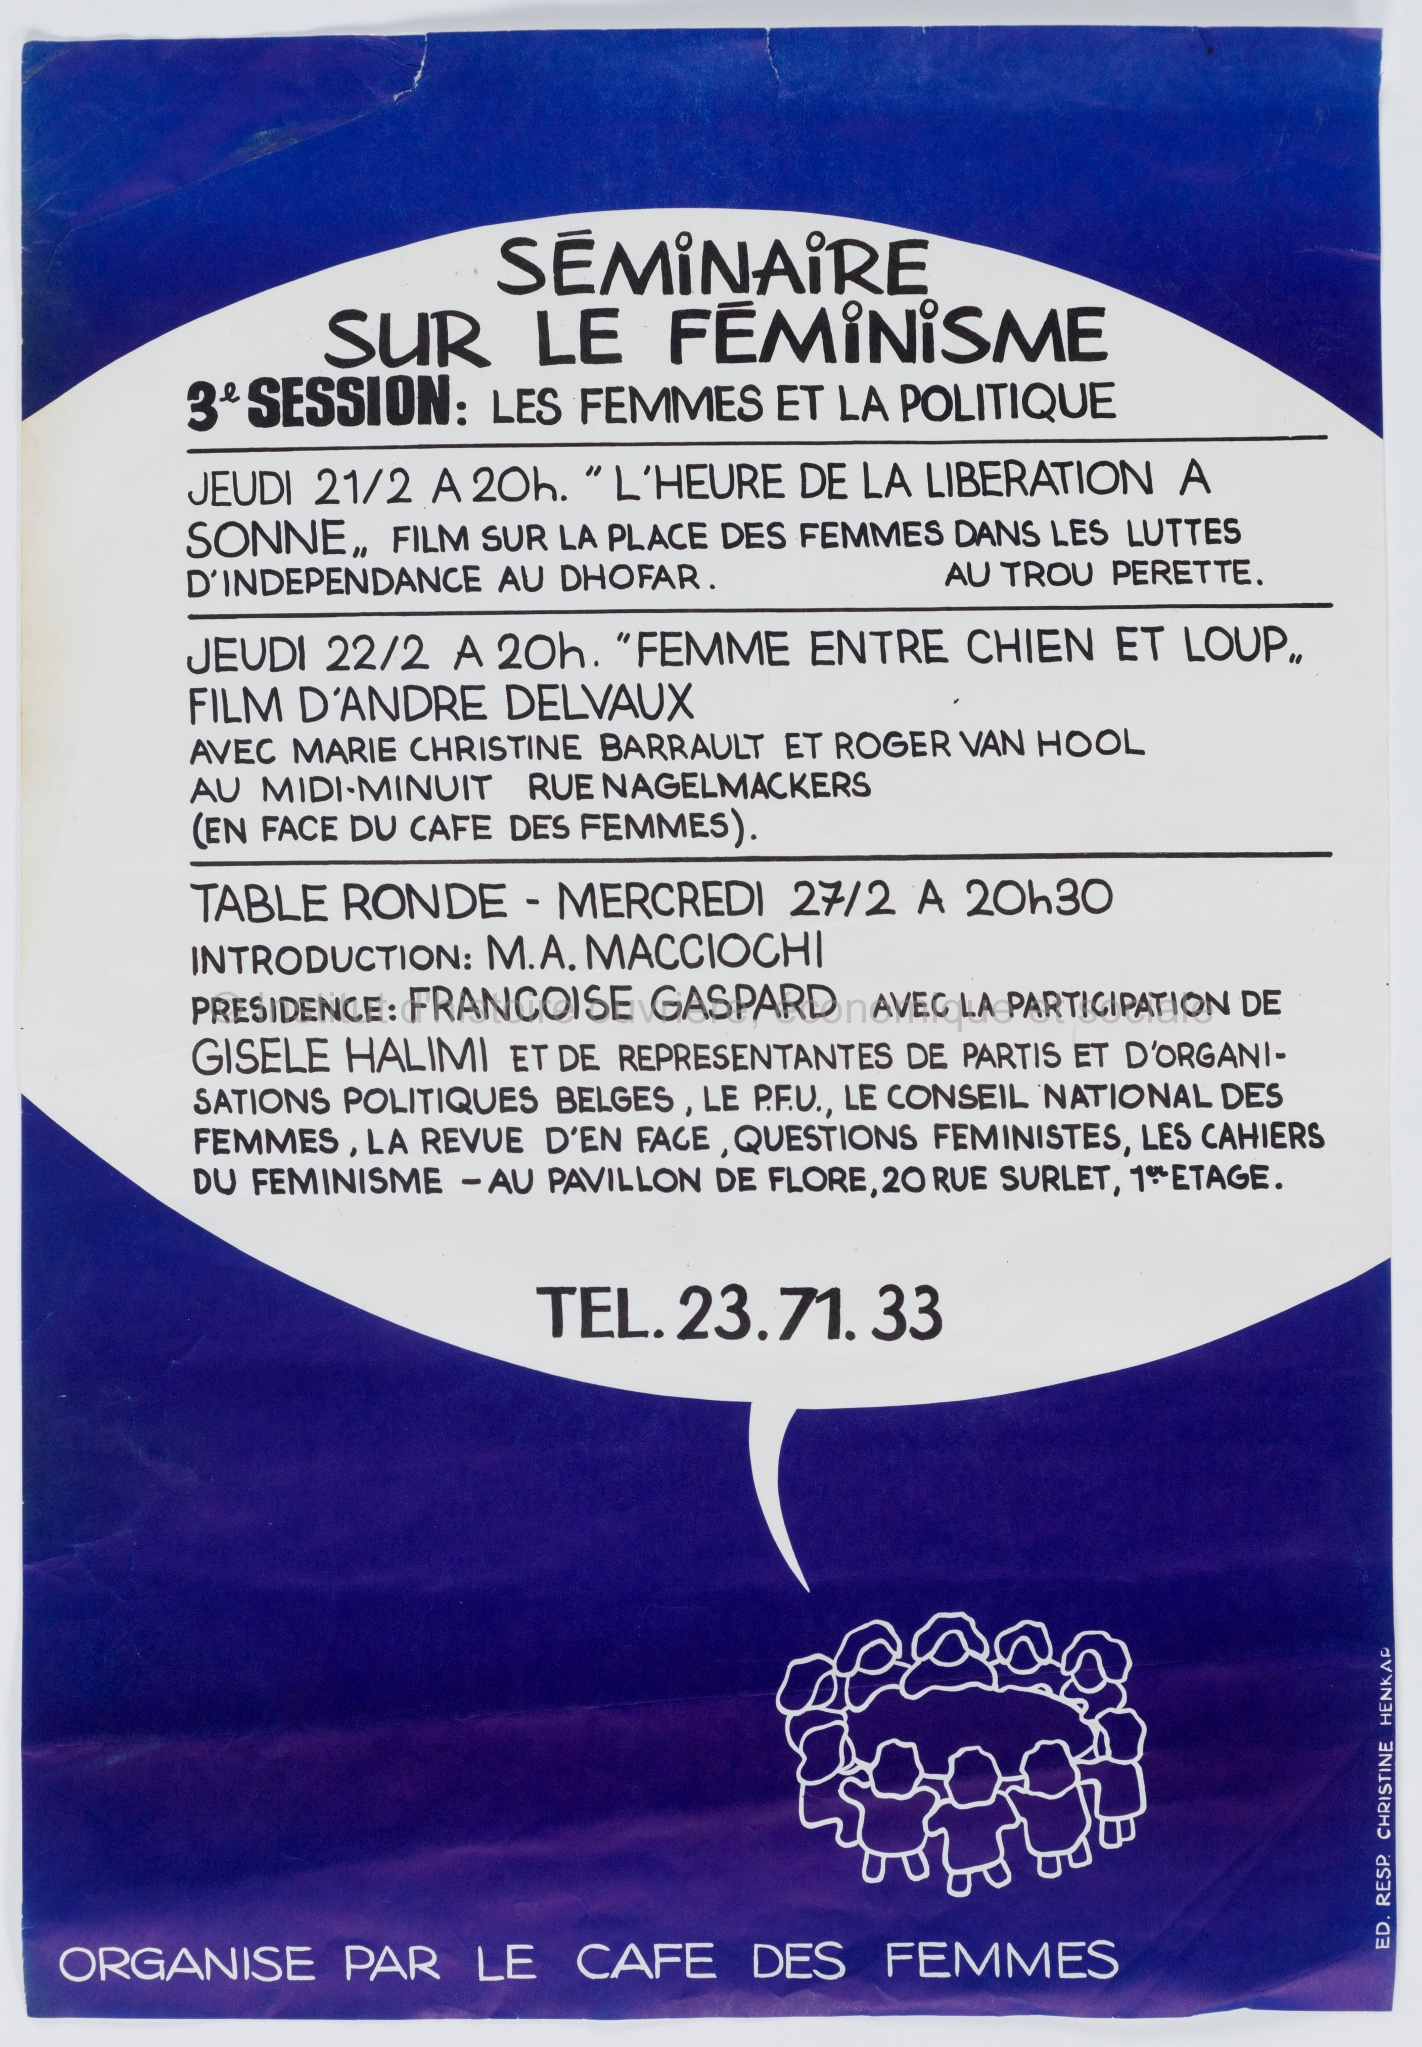 SÉMiNAiRE
SUR LE FÉMiNiSME
3e SESSION: LES FEMMES ET LA POLITIQUE
JEUDI 21/2 A 20h. "L'HEURE DE LA LIBERATION A
SONNE„ FILM SUR LA PLACE DES FEMMES DANS LES LUTTES
D'INDEPENDANCE AU DHOFAR. AU TROU PERETTE.
JEUDI 22/2 A 20h. "FEMME ENTRE CHIEN ET LOUP„
FILM D'ANDRE DELVAUX
AVEC MARIE CHRISTINE BARRAULT ET ROGER VAN HOOL
AU MIDI-MINUIT RUE NAGELMACKERS
(EN FACE DU CAFE DES FEMMES).
TABLE RONDE - MERCREDI 27/2 A 20h30
INTRODUCTION: M.A. MACCIOCHI
PRESIDENCE: FRANCOISE GASPARD AVEC LA PARTICIPATION DE
© Institut d'histoire ouvrière, économique et sociale
GISELE HALIMI ET DE REPRESENTANTES DE PARTIS ET D'ORGANI-
SATIONS POLITIQUES BELGES, LE P.F.U., LE CONSEIL NATIONAL DES
FEMMES, LA REVUE D'EN FACE, QUESTIONS FEMINISTES, LES CAHIERS
DU FEMINISME - AU PAVILLON DE FLORE, 20 RUE SURLET, 1er ETAGE.
TEL. 23.71.33
ED. RESP. CHRISTINE HENKAP
ORGANISE PAR LE CAFE DES FEMMES